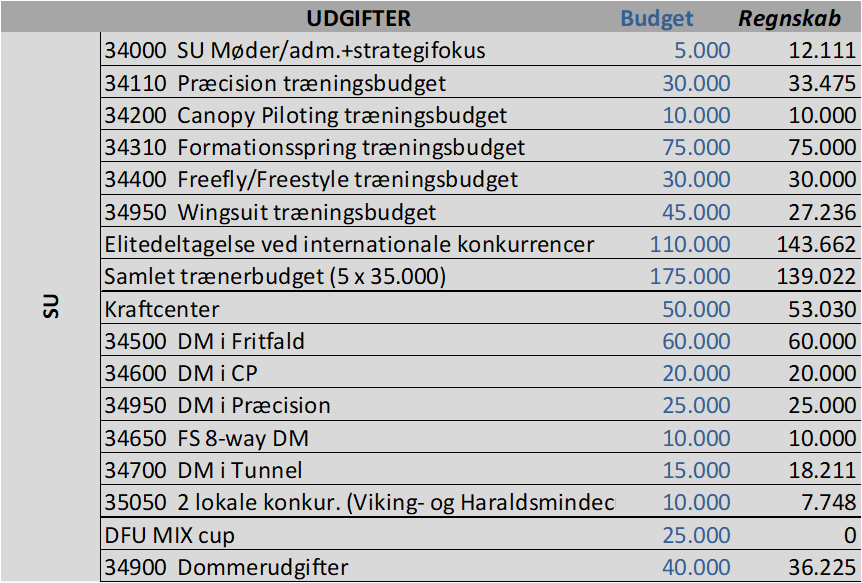 UDGIFTER Budget Regnskab
SU
34000 SU Møder/adm.+strategifokus 5.000 12.111
34110 Præcision træningsbudget 30.000 33.475
34200 Canopy Piloting træningsbudget 10.000 10.000
34310 Formationsspring træningsbudget 75.000 75.000
34400 Freefly/Freestyle træningsbudget 30.000 30.000
34950 Wingsuit træningsbudget 45.000 27.236
Elitedeltagelse ved internationale konkurrencer 110.000 143.662
Samlet trænerbudget (5 x 35.000) 175.000 139.022
Kraftcenter 50.000 53.030
34500 DM i Fritfald 60.000 60.000
34600 DM i CP 20.000 20.000
34950 DM i Præcision 25.000 25.000
34650 FS 8-way DM 10.000 10.000
34700 DM i Tunnel 15.000 18.211
35050 2 lokale konkur. (Viking- og Haraldsmindec 10.000 7.748
DFU MIX cup 25.000 0
34900 Dommerudgifter 40.000 36.225